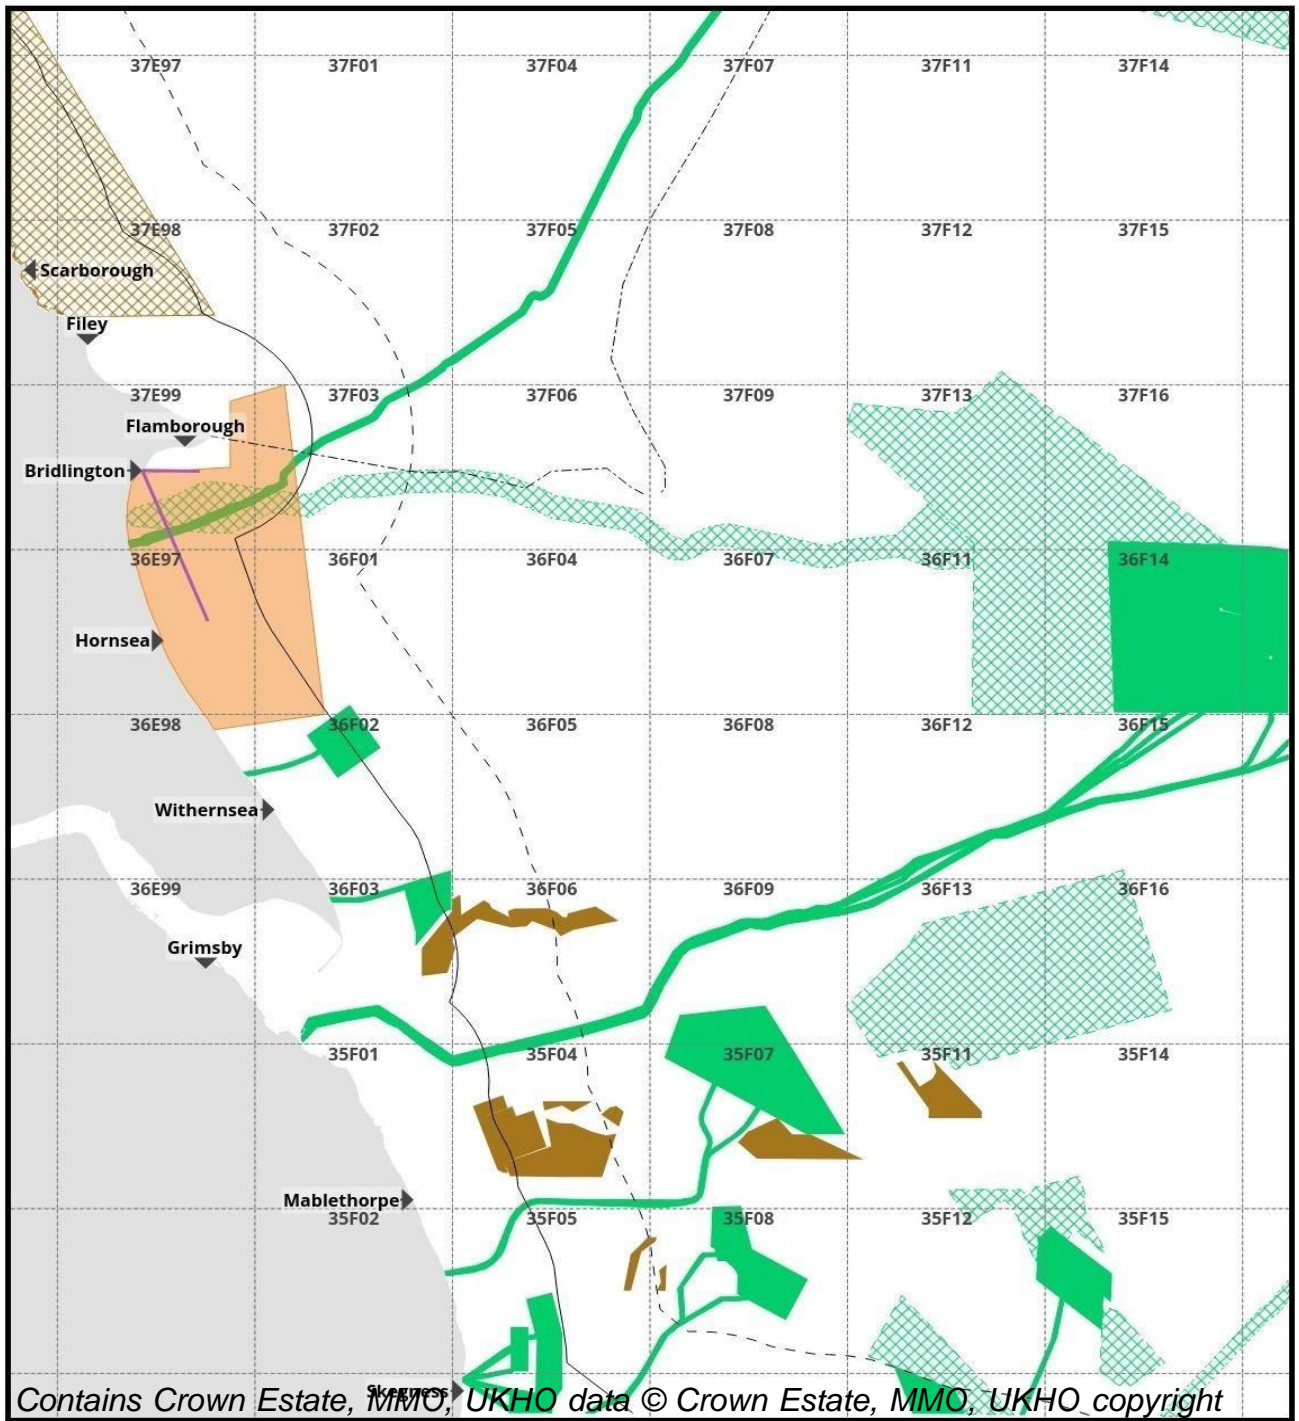 37E97 37F01 37F04 37F07 37F11 37F14
37E98 37F02 37F05 37F08 37F12 37F15
Scarborough
Filey
37E99 37F03 37F06 37F09 37F13 37F16
Flamborough
Bridlington
36E97 36F01 36F04 36F07 36F11 36F14
Hornsea
36E98 36F02 36F05 36F08 36F12 36F15
Withernsea
36E99 36F03 36F06 36F09 36F13 36F16
Grimsby
35F01 35F04 35F07 35F11 35F14
Mablethorpe
35F02 35F05 35F08 35F12 35F15
Skegness
Contains Crown Estate, MMO, UKHO data © Crown Estate, MMO, UKHO copyright